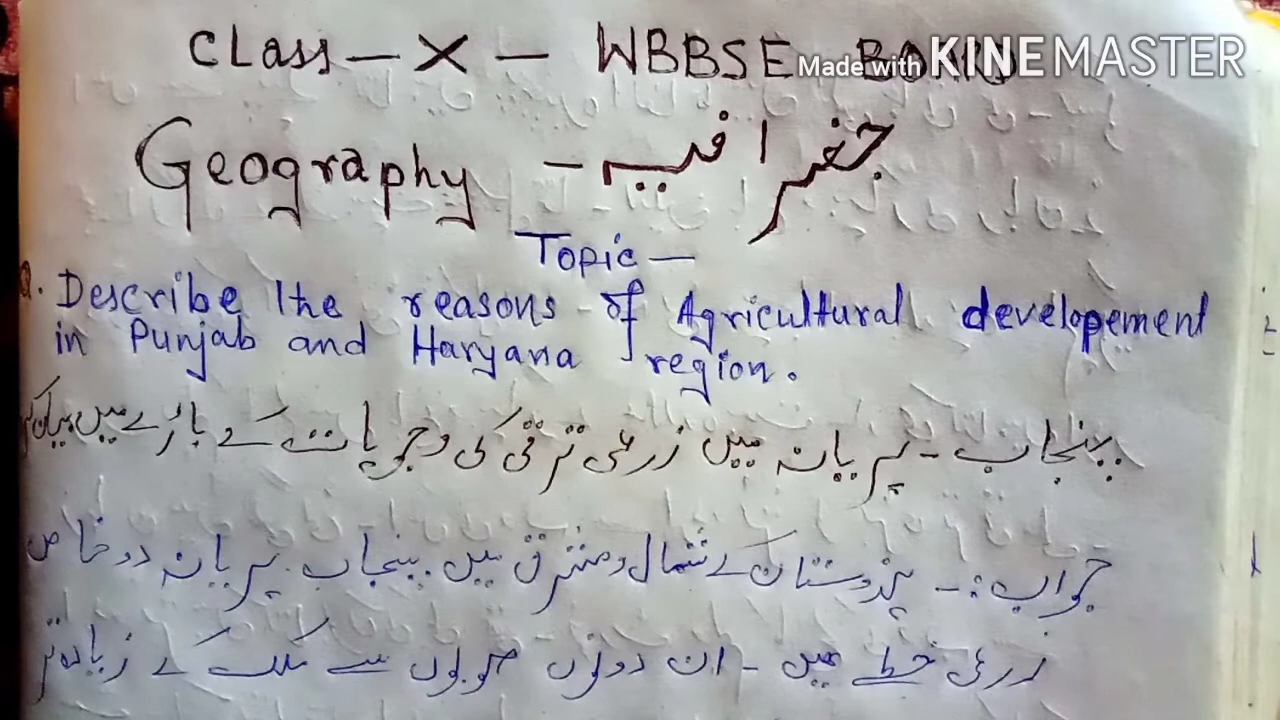 Class - X - WBBSE BOARD
Made with KINEMASTER
Geography - جغرافیہ
Topic -
Q. Describe the reasons of Agricultural developement
in Punjab and Haryana region.
پنجاب - ہریانہ میں زرعی ترقی کی وجوہات کے بارے میں بیان کرو
جواب :- ہندوستان کے شمال و مشرق میں پنجاب ہریانہ دو خاص
زرعی خطے ہیں - ان دونوں صوبوں سے ملک کے زیادہ تر